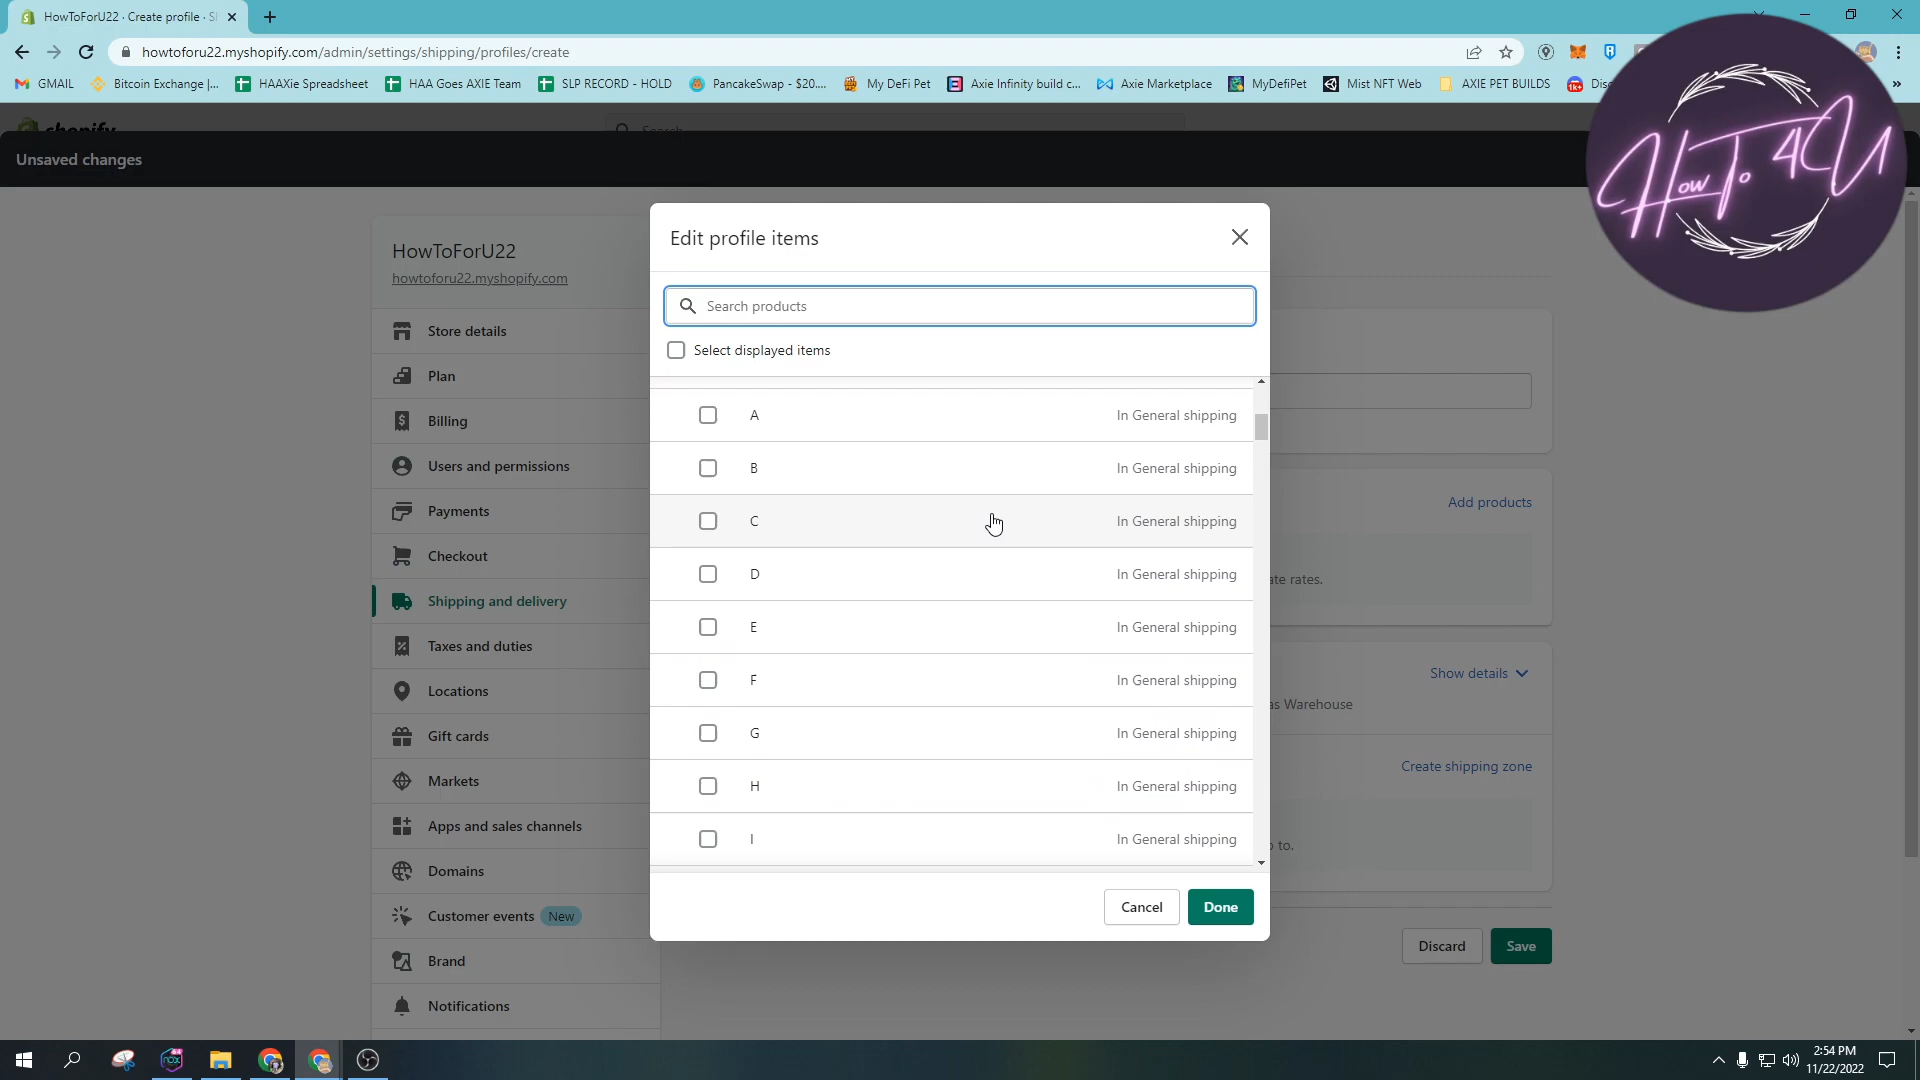 HowToForU22 · Create profile · S
howtoforu22.myshopify.com/admin/settings/shipping/profiles/create
GMAIL
Bitcoin Exchange |...
HAAXie Spreadsheet
HAA Goes AXIE Team
SLP RECORD - HOLD
PancakeSwap - $20....
My DeFi Pet
Axie Infinity build c...
Axie Marketplace
MyDefiPet
Mist NFT Web
AXIE PET BUILDS
1k+
Disc
»
shopify
Search
Unsaved changes
How To 4U
HowToForU22
howtoforu22.myshopify.com
Store details
Plan
Billing
Users and permissions
Payments
Checkout
Shipping and delivery
Taxes and duties
Locations
Gift cards
Markets
Apps and sales channels
Domains
Customer events New
Brand
Notifications
Edit profile items
Search products
Select displayed items
A In General shipping
B In General shipping
C In General shipping
D In General shipping
E In General shipping
F In General shipping
G In General shipping
H In General shipping
I In General shipping
Cancel
Done
Add products
ate rates.
Show details
as Warehouse
Create shipping zone
p to.
Discard
Save
2:54 PM
11/22/2022